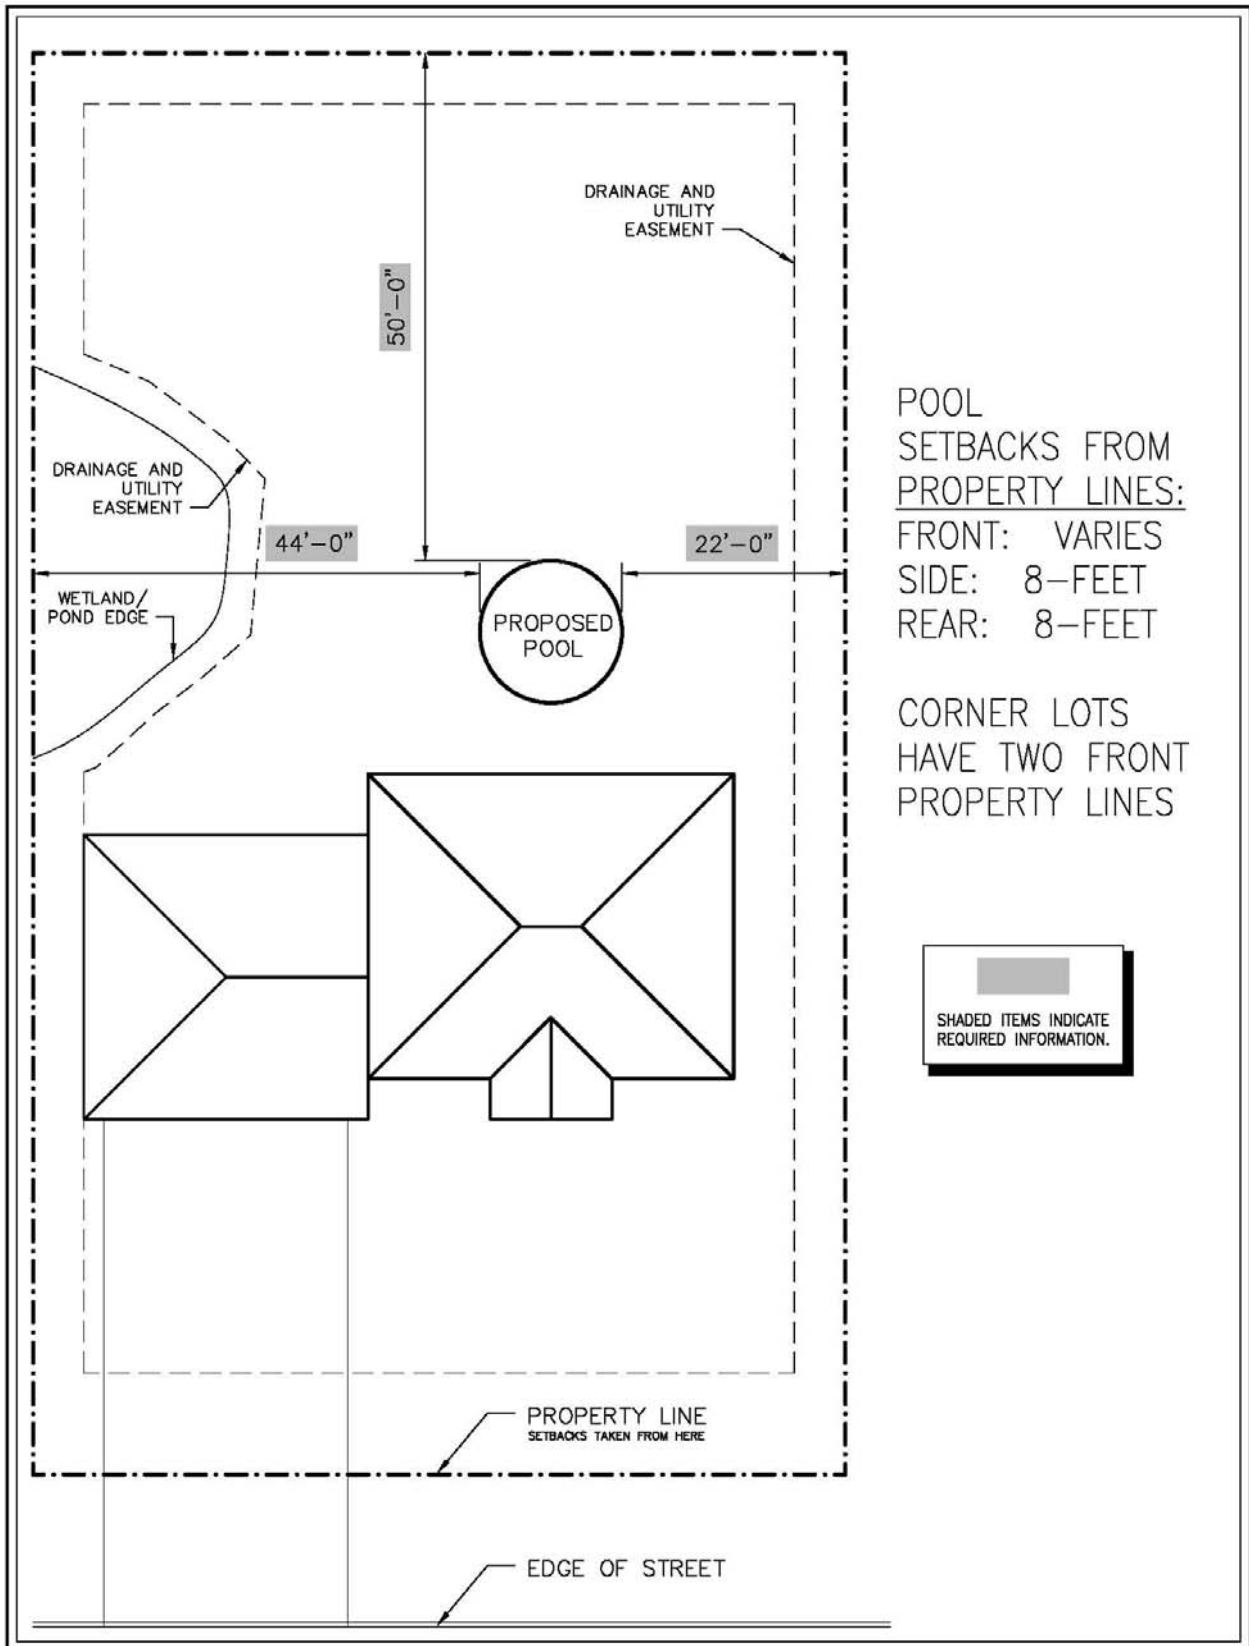 DRAINAGE AND
UTILITY
EASEMENT
50'-0"
DRAINAGE AND
UTILITY
EASEMENT
44'-0"
22'-0"
WETLAND/
POND EDGE
PROPOSED
POOL
POOL
SETBACKS FROM
PROPERTY LINES:
FRONT: VARIES
SIDE: 8-FEET
REAR: 8-FEET
CORNER LOTS
HAVE TWO FRONT
PROPERTY LINES
SHADED ITEMS INDICATE
REQUIRED INFORMATION.
PROPERTY LINE
SETBACKS TAKEN FROM HERE
EDGE OF STREET